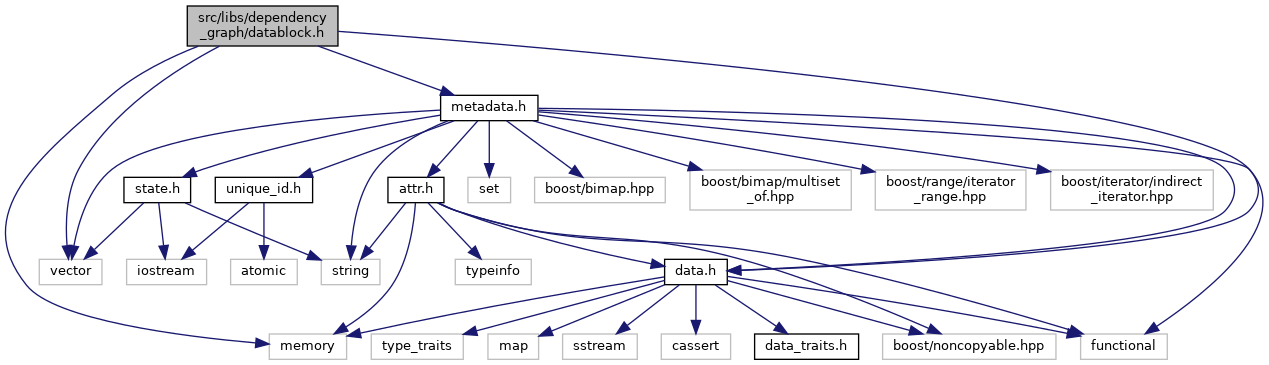 src/libs/dependency
_graph/datablock.h
metadata.h
state.h
unique_id.h
attr.h
set
boost/bimap.hpp
boost/bimap/multiset
_of.hpp
boost/range/iterator
_range.hpp
boost/iterator/indirect
_iterator.hpp
vector
iostream
atomic
string
typeinfo
data.h
memory
type_traits
map
sstream
cassert
data_traits.h
boost/noncopyable.hpp
functional